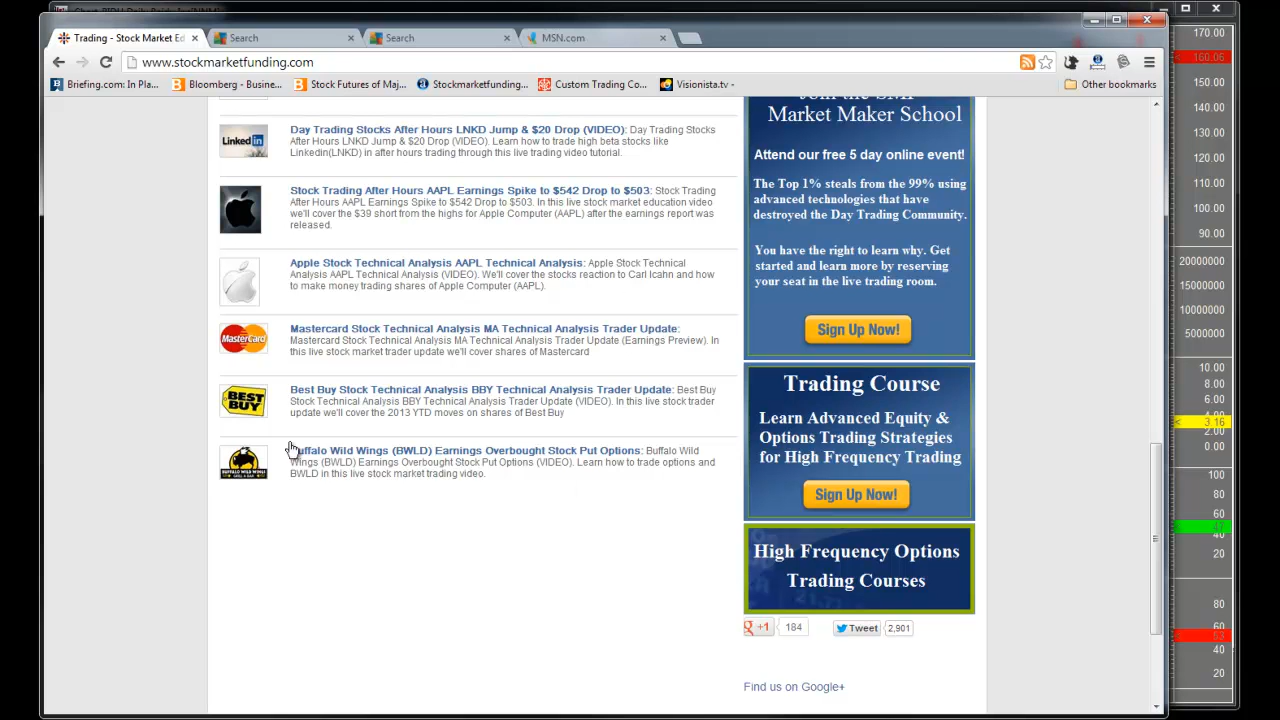 Trading - Stock Market Ed
Search
Search
MSN.com
www.stockmarketfunding.com
Briefing.com: In Pla...
Bloomberg - Busine...
Stock Futures of Maj...
Stockmarketfunding....
Custom Trading Co...
Visionista.tv -
Other bookmarks
Linked in
Day Trading Stocks After Hours LNKD Jump & $20 Drop (VIDEO): Day Trading Stocks
After Hours LNKD Jump & $20 Drop (VIDEO). Learn how to trade high beta stocks like
Linkedin(LNKD) in after hours trading through this live trading video tutorial.
Stock Trading After Hours AAPL Earnings Spike to $542 Drop to $503: Stock Trading
After Hours AAPL Earnings Spike to $542 Drop to $503. In this live stock market education video
we'll cover the $39 short from the highs for Apple Computer (AAPL) after the earnings report was
released.
Apple Stock Technical Analysis AAPL Technical Analysis: Apple Stock Technical
Analysis AAPL Technical Analysis (VIDEO). We'll cover the stocks reaction to Carl Icahn and how
to make money trading shares of Apple Computer (AAPL).
MasterCard
Mastercard Stock Technical Analysis MA Technical Analysis Trader Update:
Mastercard Stock Technical Analysis MA Technical Analysis Trader Update (Earnings Preview). In
this live stock market trader update we'll cover shares of Mastercard
BEST
BUY
Best Buy Stock Technical Analysis BBY Technical Analysis Trader Update: Best Buy
Stock Technical Analysis BBY Technical Analysis Trader Update (VIDEO). In this live stock trader
update we'll cover the 2013 YTD moves on shares of Best Buy
BUFFALO WILD WINGS
Buffalo Wild Wings (BWLD) Earnings Overbought Stock Put Options: Buffalo Wild
Wings (BWLD) Earnings Overbought Stock Put Options (VIDEO). Learn how to trade options and
BWLD in this live stock market trading video.
Market Maker School
Attend our free 5 day online event!
The Top 1% steals from the 99% using
advanced technologies that have
destroyed the Day Trading Community.
You have the right to learn why. Get
started and learn more by reserving
your seat in the live trading room.
Sign Up Now!
Trading Course
Learn Advanced Equity &
Options Trading Strategies
for High Frequency Trading
Sign Up Now!
High Frequency Options
Trading Courses
+1
184
Tweet
2,901
Find us on Google+
170.00
160.06
150.00
140.00
130.00
120.00
110.00
100.00
90.00
20000000
15000000
10000000
5000000
10.00
8.00
6.00
3.16
2.00
0.00
100
80
60
47
40
20
80
60
53
40
20